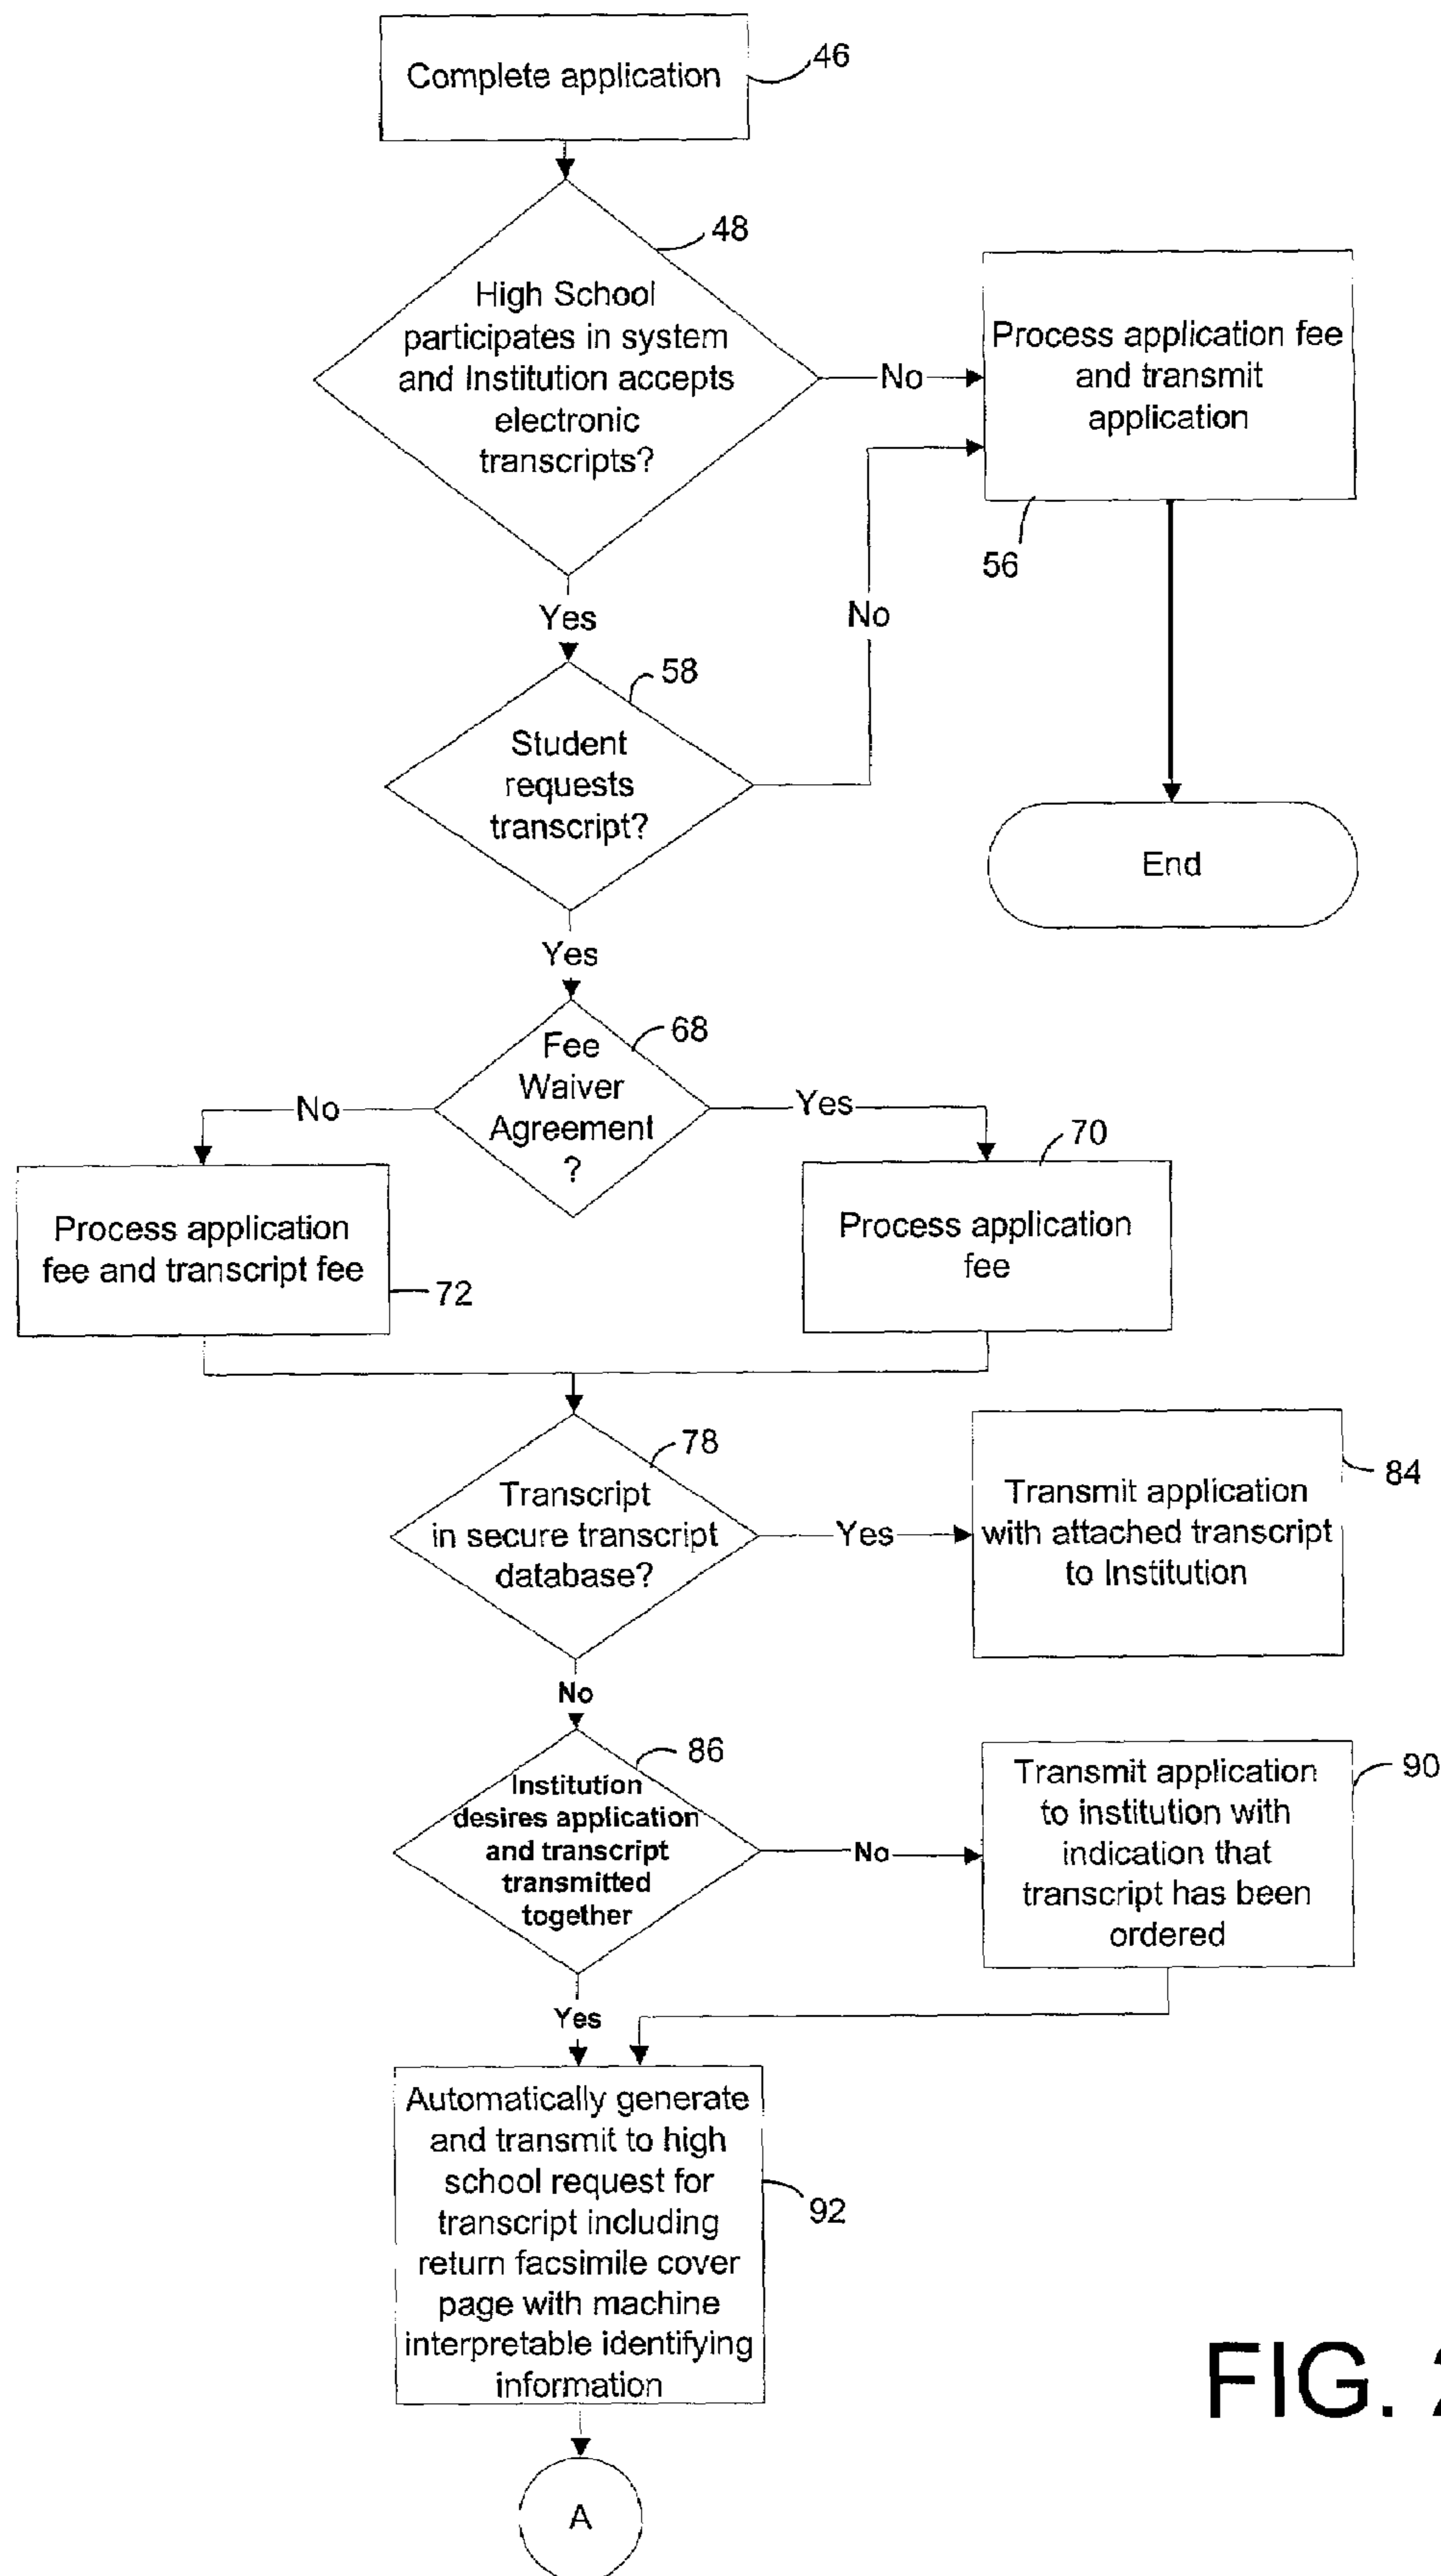 Complete application
46
48
High School
participates in system
and Institution accepts
electronic
transcripts?
No
Process application fee
and transmit
application
56
Yes
No
58
Student
requests
transcript?
End
Yes
68
Fee
Waiver
Agreement
?
No
Yes
70
Process application
fee and transcript fee
72
Process application
fee
78
Transcript
in secure transcript
database?
Yes
84
Transmit application
with attached transcript
to Institution
No
86
Institution
desires application
and transcript
transmitted
together
No
90
Transmit application
to institution with
indication that
transcript has been
ordered
Yes
Automatically generate
and transmit to high
school request for
transcript including
return facsimile cover
page with machine
interpretable identifying
information
92
FIG. 2
A